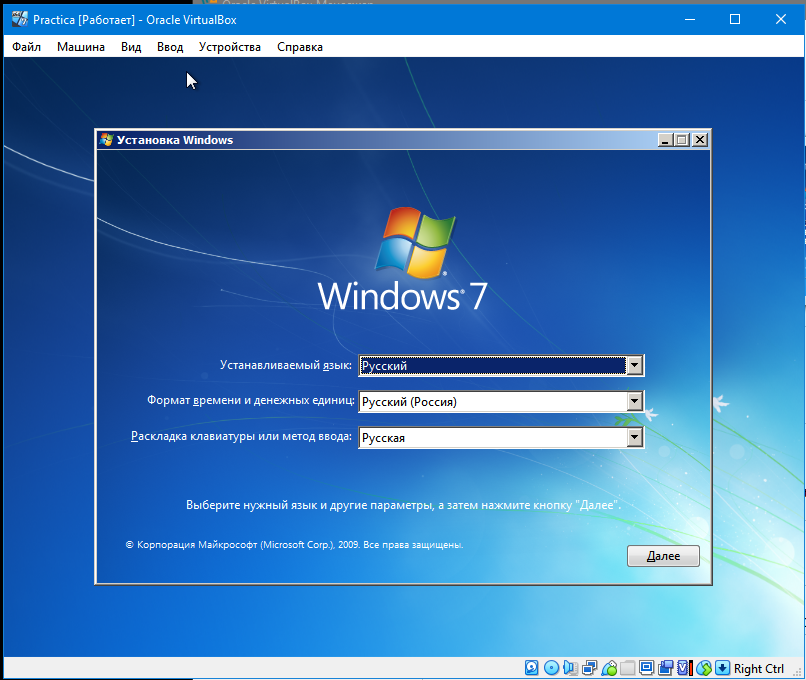 Practica [Работает] - Oracle VirtualBox
Файл Машина Вид Ввод Устройства Справка
Установка Windows
Windows® 7
Устанавливаемый язык: Русский
Формат времени и денежных единиц: Русский (Россия)
Раскладка клавиатуры или метод ввода: Русская
Выберите нужный язык и другие параметры, а затем нажмите кнопку "Далее".
© Корпорация Майкрософт (Microsoft Corp.), 2009. Все права защищены.
Далее
Right Ctrl